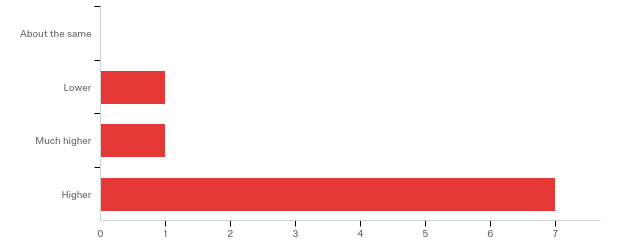 About the same
Lower
Much higher
Higher
0 1 2 3 4 5 6 7